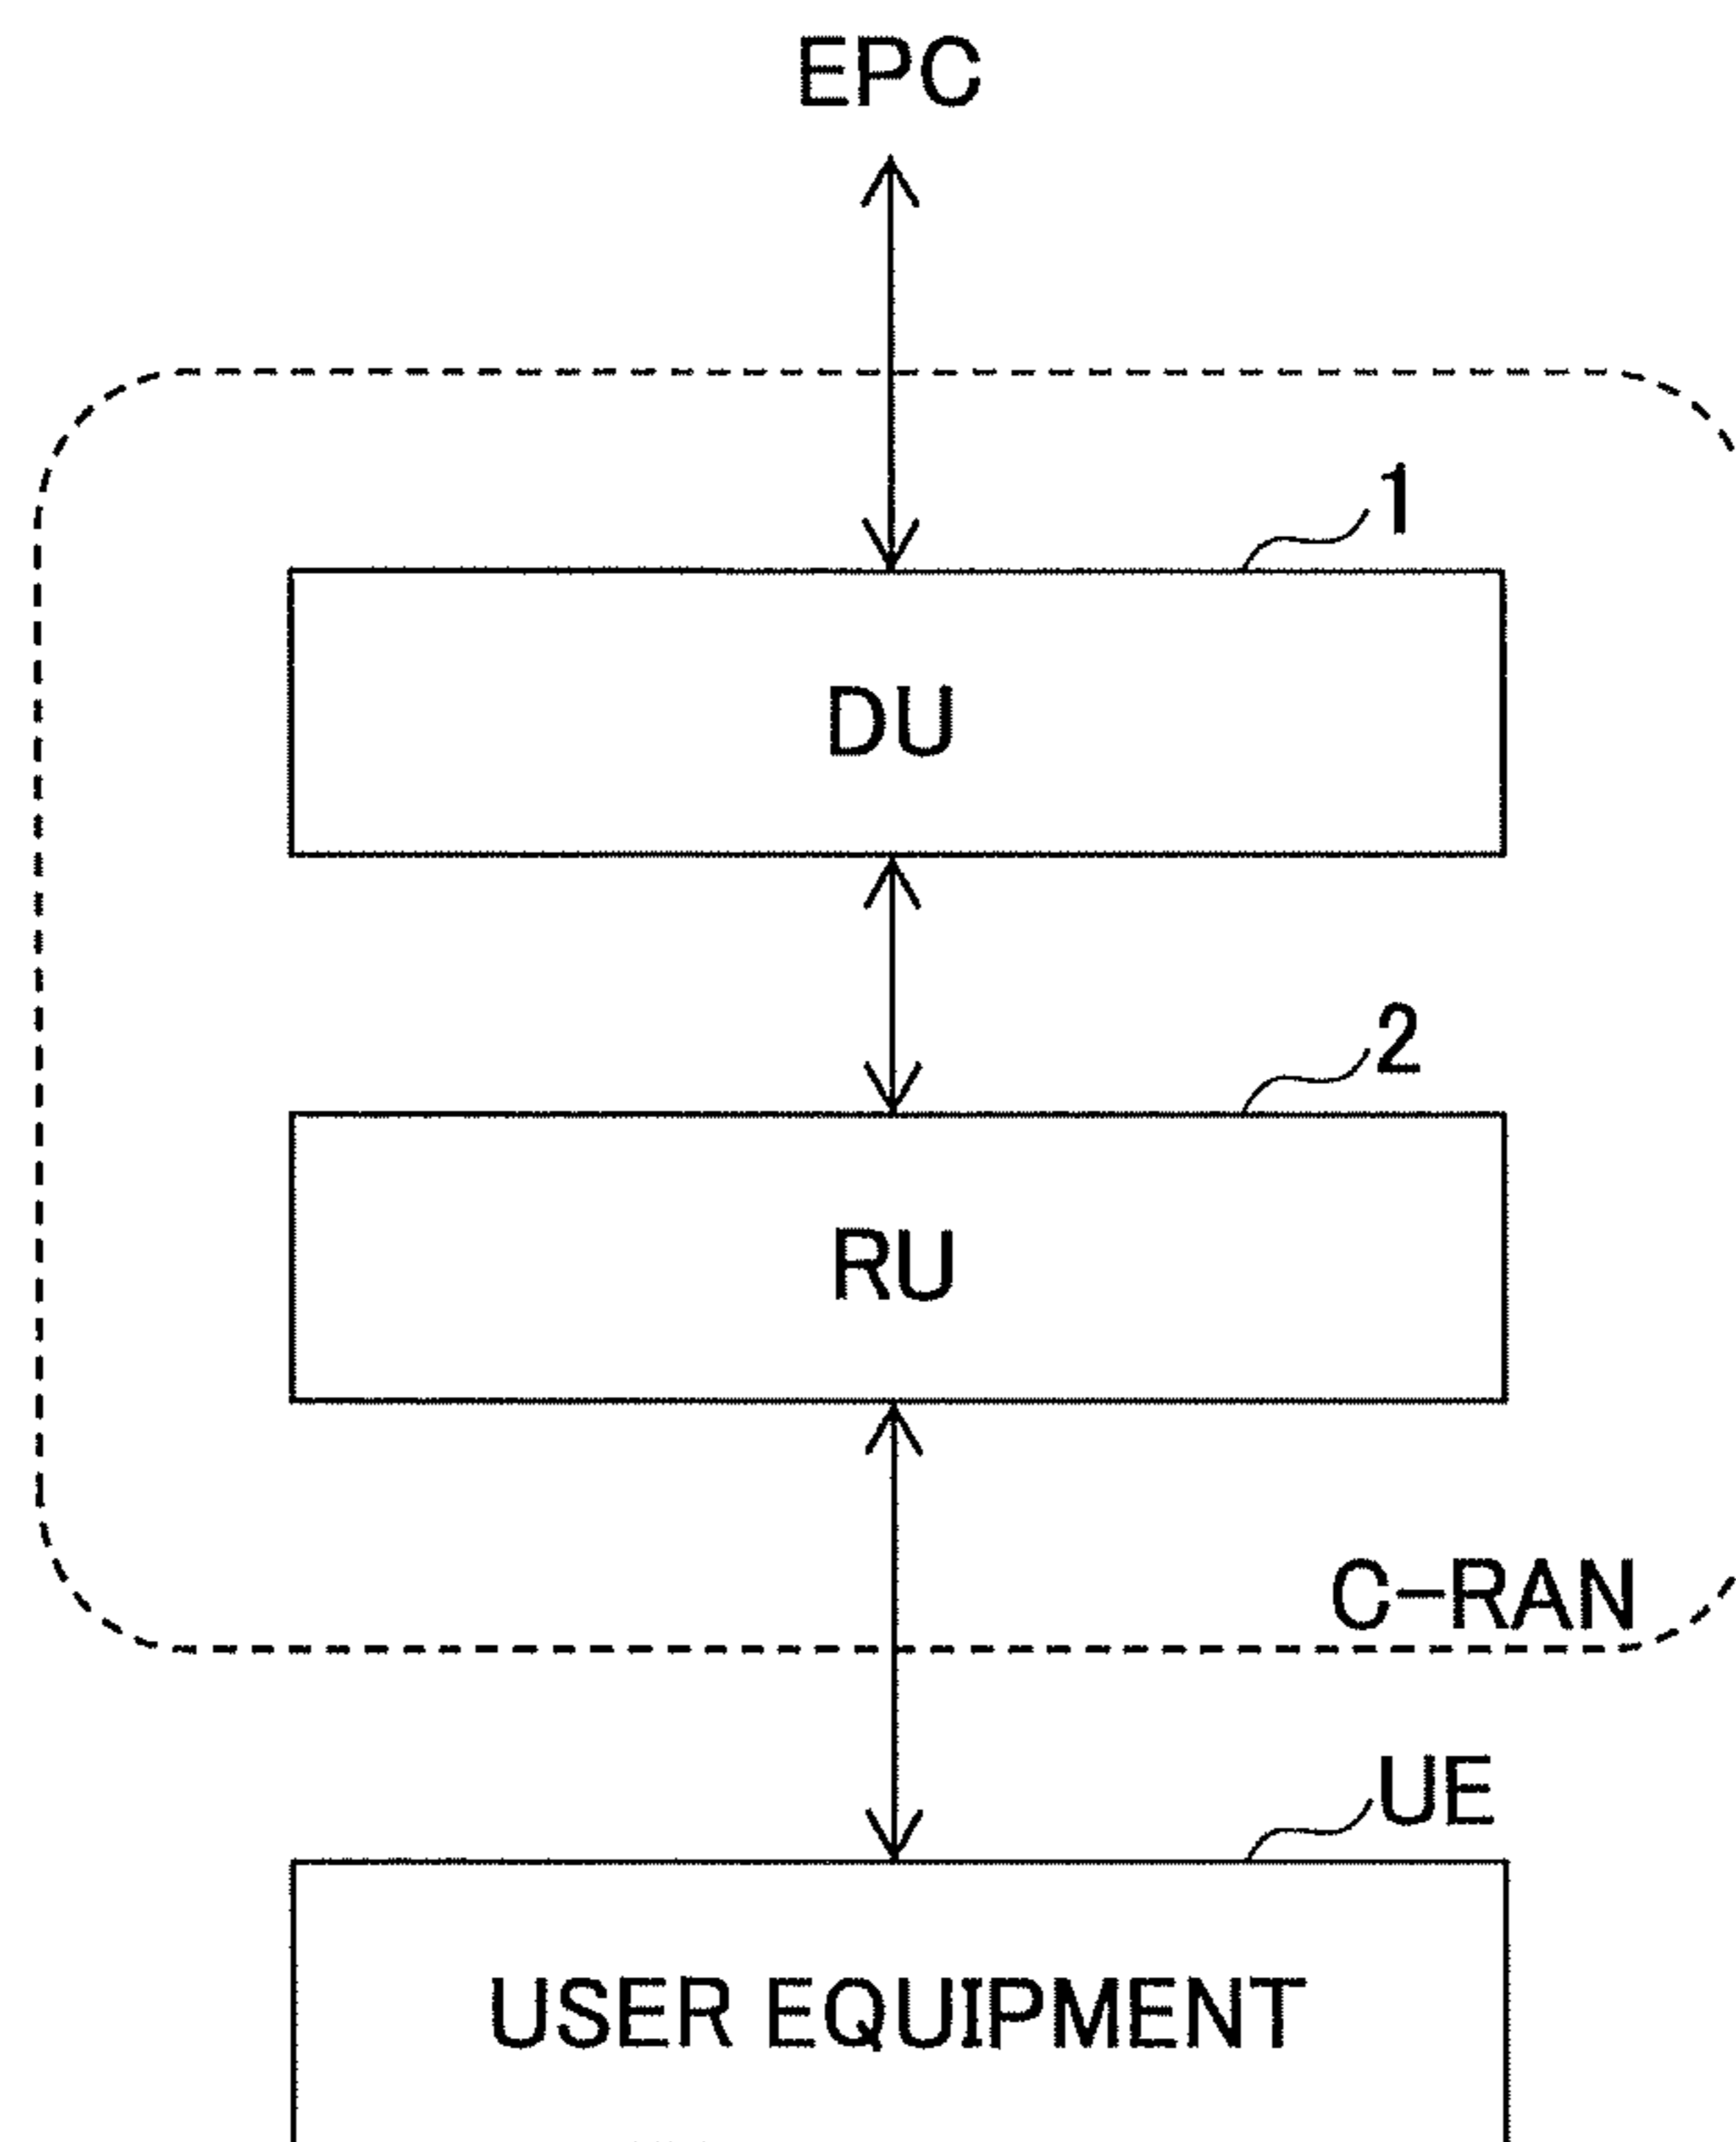 EPC
1
DU
2
RU
C-RAN
UE
USER EQUIPMENT